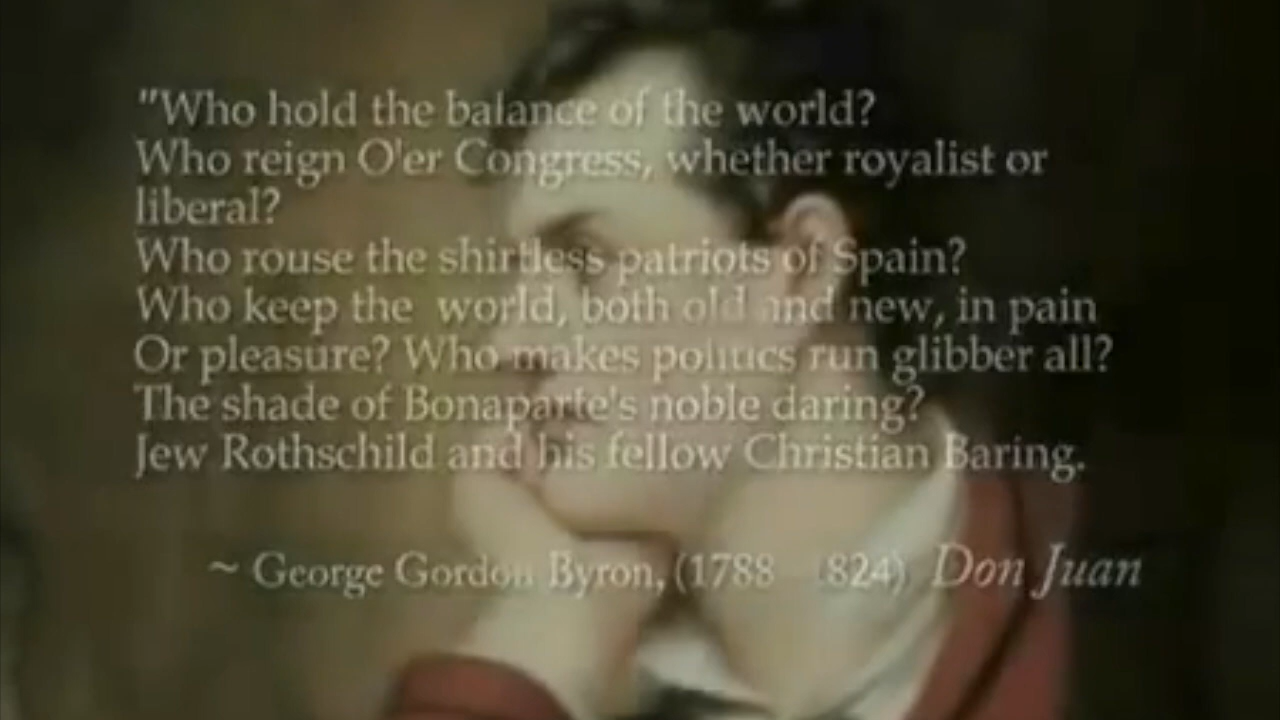 "Who hold the balance of the world?
Who reign O'er Congress, whether royalist or
liberal?
Who rouse the shirtless patriots of Spain?
Who keep the world, both old and new, in pain
Or pleasure? Who makes politics run glibber all?
The shade of Bonaparte's noble daring?
Jew Rothschild and his fellow Christian Baring.
~ George Gordon Byron, (1788 1824) Don Juan